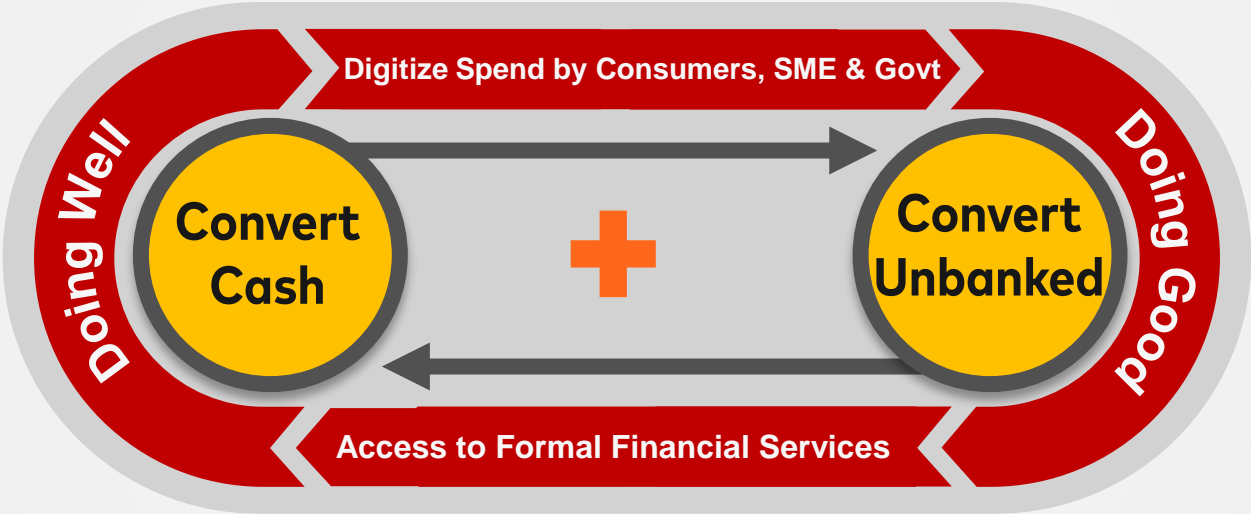 Digitize Spend by Consumers, SME & Govt
Doing Well
Convert
Cash
Convert
Unbanked
Doing Good
Access to Formal Financial Services